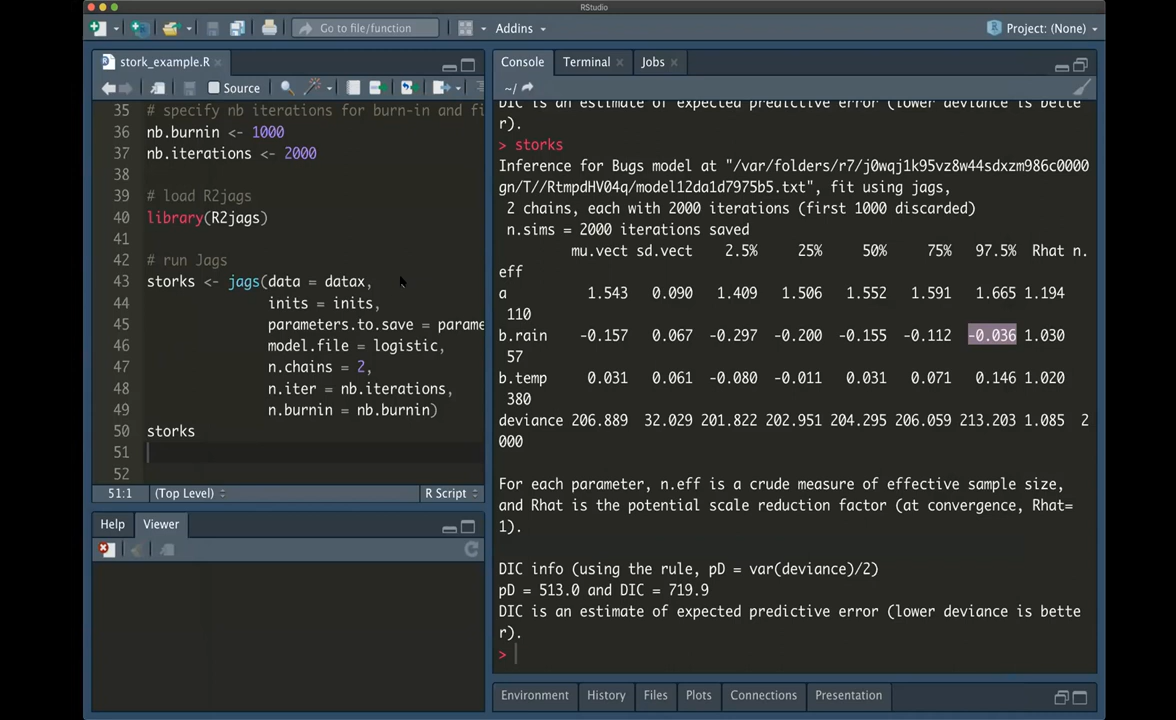 RStudio
Go to file/function
Addins
Project: (None)
stork_example.R
Source
35 # specify nb iterations for burn-in and fi
36 nb.burnin <- 1000
37 nb.iterations <- 2000
38
39 # load R2jags
40 library(R2jags)
41
42 # run Jags
43 storks <- jags(data = datax,
44 inits = inits,
45 parameters.to.save = parame
46 model.file = logistic,
47 n.chains = 2,
48 n.iter = nb.iterations,
49 n.burnin = nb.burnin)
50 storks
51
52
51:1 (Top Level) R Script
Help Viewer
Console Terminal Jobs
~/
DIC is an estimate of expected predictive error (lower deviance is bette
r).
> storks
Inference for Bugs model at "/var/folders/r7/j0wqj1k95vz8w44sdxzm986c0000
gn/T//RtmpdHV04q/model12da1d7975b5.txt", fit using jags,
2 chains, each with 2000 iterations (first 1000 discarded)
n.sims = 2000 iterations saved
mu.vect sd.vect 2.5% 25% 50% 75% 97.5% Rhat n.
eff
a 1.543 0.090 1.409 1.506 1.552 1.591 1.665 1.194
110
b.rain -0.157 0.067 -0.297 -0.200 -0.155 -0.112 -0.036 1.030
57
b.temp 0.031 0.061 -0.080 -0.011 0.031 0.071 0.146 1.020
380
deviance 206.889 32.029 201.822 202.951 204.295 206.059 213.203 1.085 2
000
For each parameter, n.eff is a crude measure of effective sample size,
and Rhat is the potential scale reduction factor (at convergence, Rhat=
1).
DIC info (using the rule, pD = var(deviance)/2)
pD = 513.0 and DIC = 719.9
DIC is an estimate of expected predictive error (lower deviance is bette
r).
>
Environment History Files Plots Connections Presentation